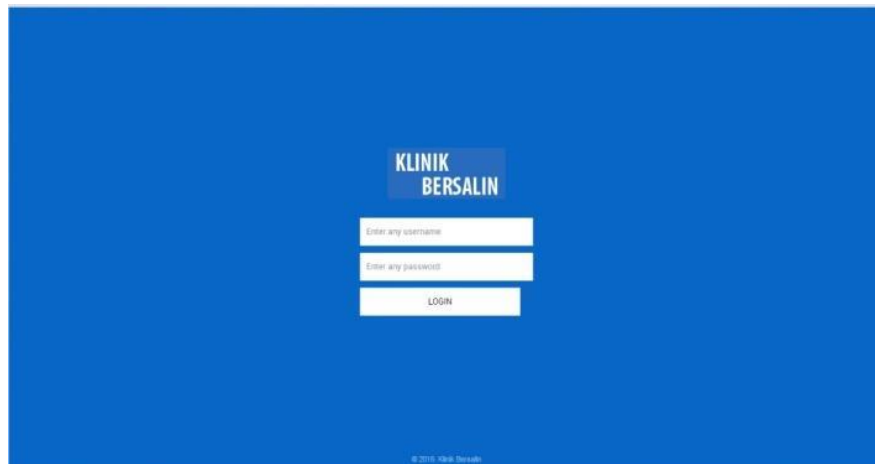 KLINIK
BERSALIN
Enter any username
Enter any password
LOGIN
© 2018 Klinik Bersalin